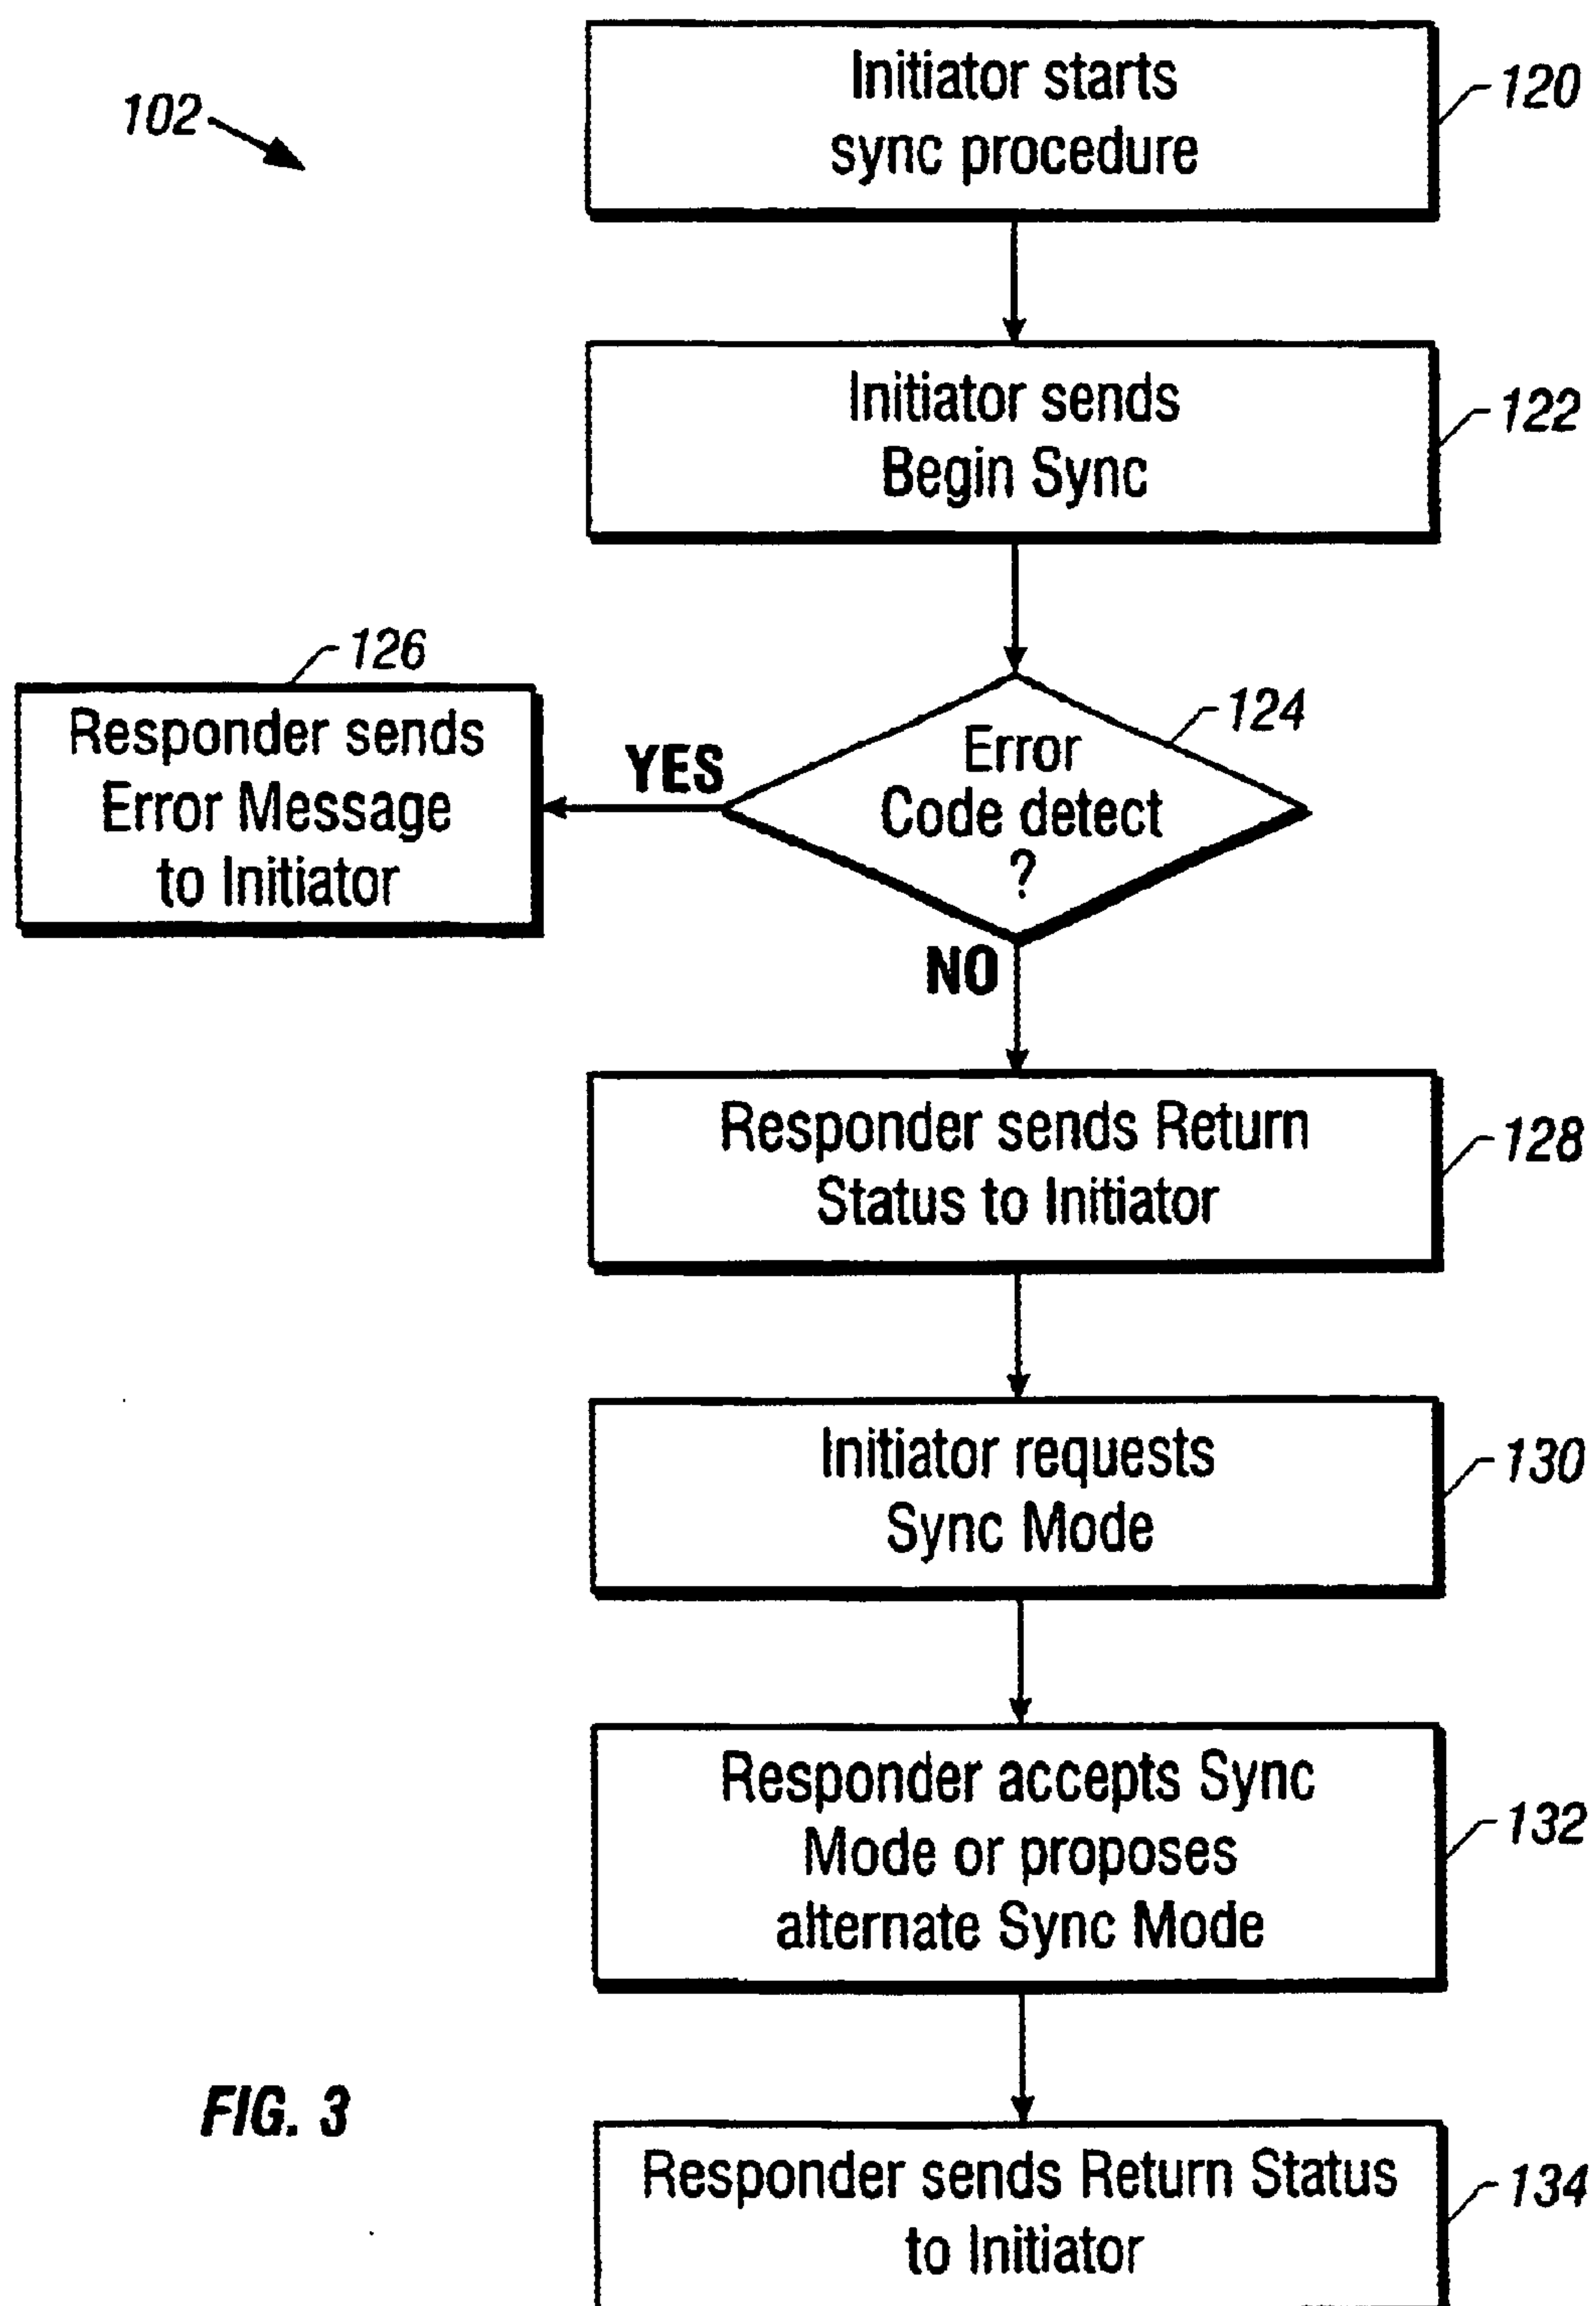 Initiator starts
sync procedure
120
102
Initiator sends
Begin Sync
122
126
Responder sends
Error Message
to Initiator
YES
Error
Code detect
?
124
NO
Responder sends Return
Status to Initiator
128
Initiator requests
Sync Mode
130
Responder accepts Sync
Mode or proposes
alternate Sync Mode
132
FIG. 3
Responder sends Return Status
to Initiator
134